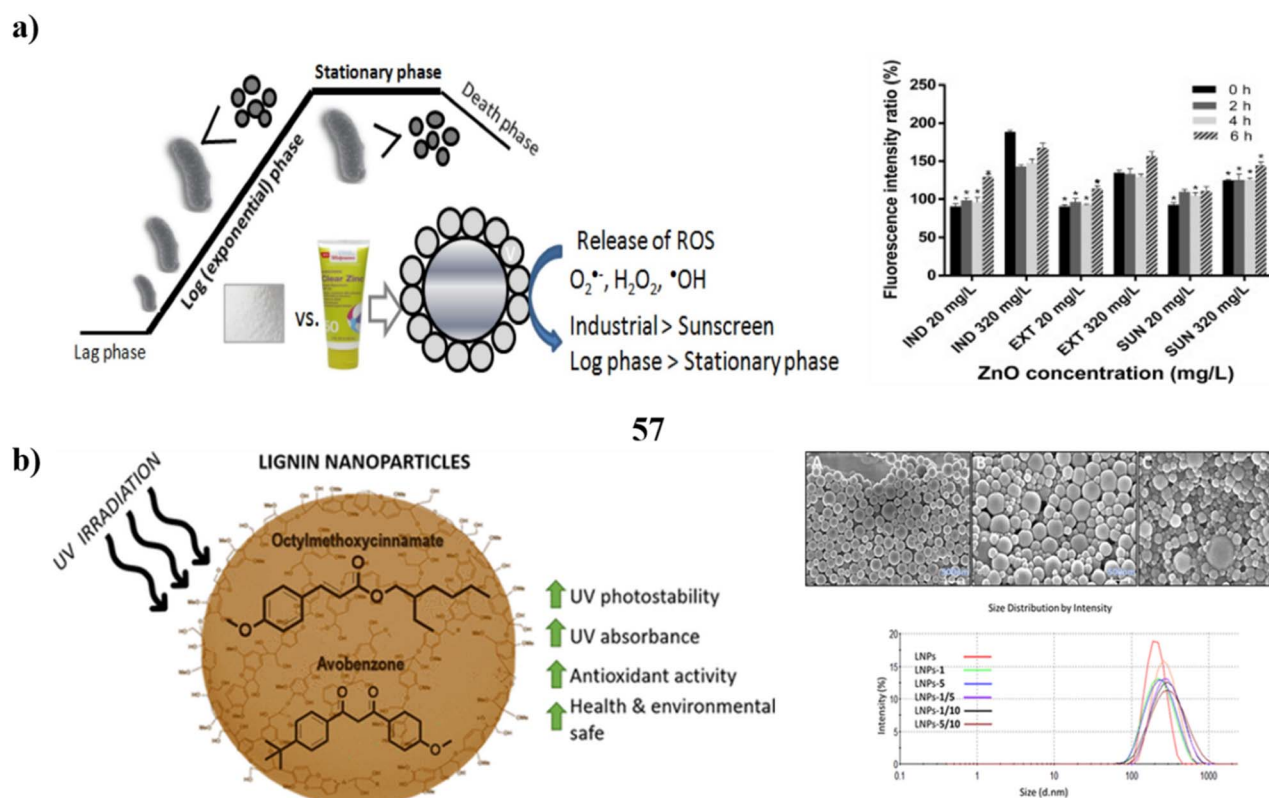 a)
Stationary phase
Death phase
Log (exponential) phase
Lag phase
vs.
Clear Zinc
50
V
Release of ROS
O₂•⁻, H₂O₂, •OH
Industrial > Sunscreen
Log phase > Stationary phase
Fluorescence intensity ratio (%)
250
200
150
100
50
0
0 h
2 h
4 h
6 h
IND 20 mg/L
IND 320 mg/L
EXT 20 mg/L
EXT 320 mg/L
SUN 20 mg/L
SUN 320 mg/L
ZnO concentration (mg/L)
57
b)
LIGNIN NANOPARTICLES
UV IRRADIATION
Octylmethoxycinnamate
O
O
O
Avobenzone
O O
O
UV photostability
UV absorbance
Antioxidant activity
Health & environmental
safe
A
B
C
Size Distribution by Intensity
Intensity (%)
20
15
10
5
0
LNPs
LNPs-1
LNPs-5
LNPs-1/5
LNPs-1/10
LNPs-5/10
0.1 1 10 100 1000
Size (d.nm)